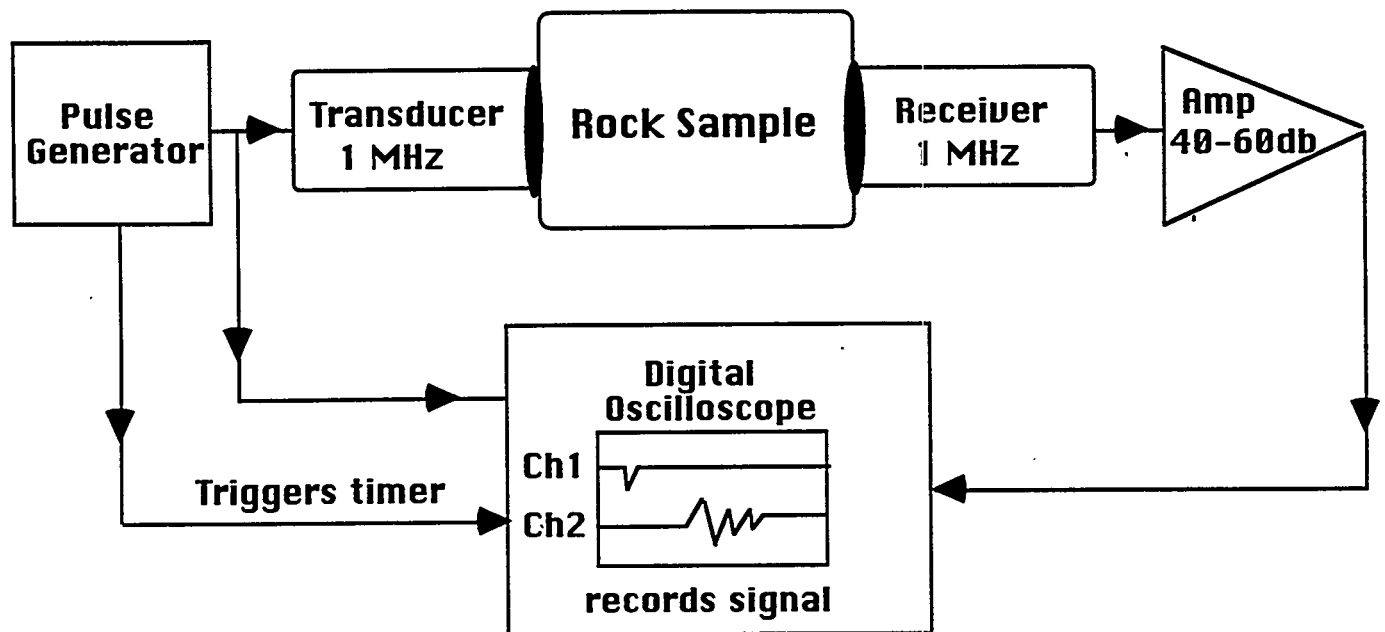 Pulse
Generator
Transducer
1 MHz
Rock Sample
Receiver
1 MHz
Amp
40-60db
Digital
Oscilloscope
Ch1
Triggers timer
Ch2
records signal